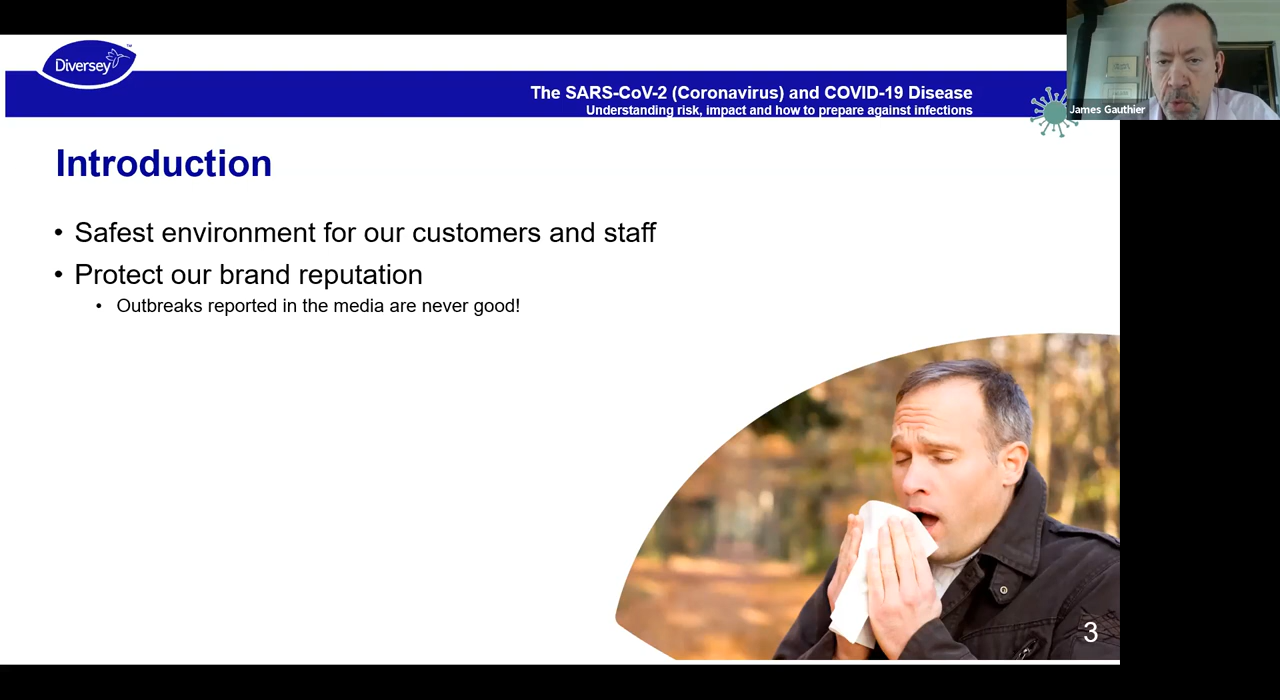 Diversey™
The SARS-CoV-2 (Coronavirus) and COVID-19 Disease
Understanding risk, impact and how to prepare against infections
James Gauthier
Introduction
• Safest environment for our customers and staff
• Protect our brand reputation
• Outbreaks reported in the media are never good!
3